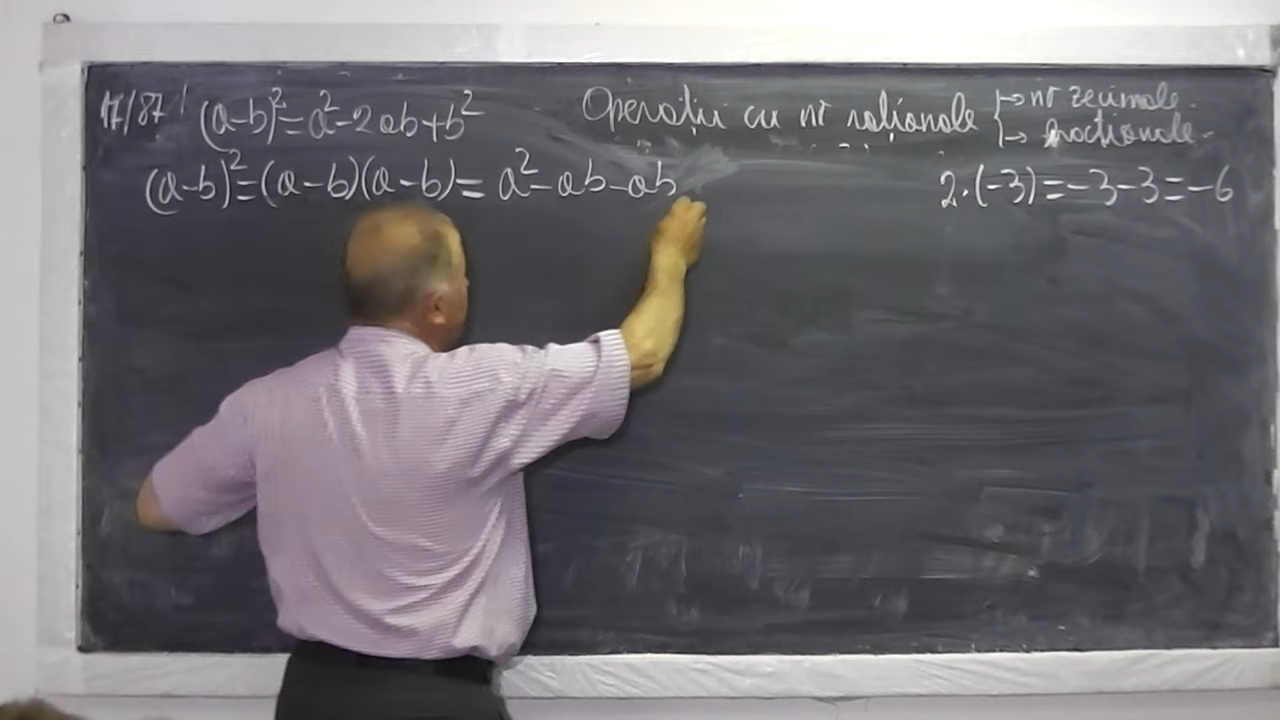 17/87 (a-b)²=a²-2ab+b²
Operații cu nr raționale → nr zecimale.
→ fracționale.
(a-b)²=(a-b)(a-b)= a²-ab-ab
2·(-3)=-3-3=-6